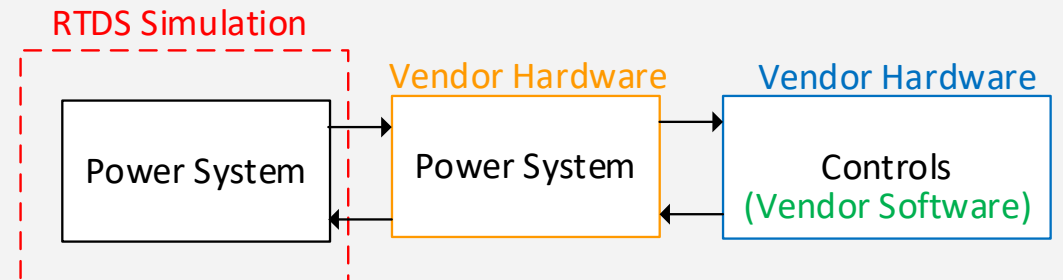 RTDS Simulation
Vendor Hardware
Vendor Hardware
Power System
Power System
Controls
(Vendor Software)